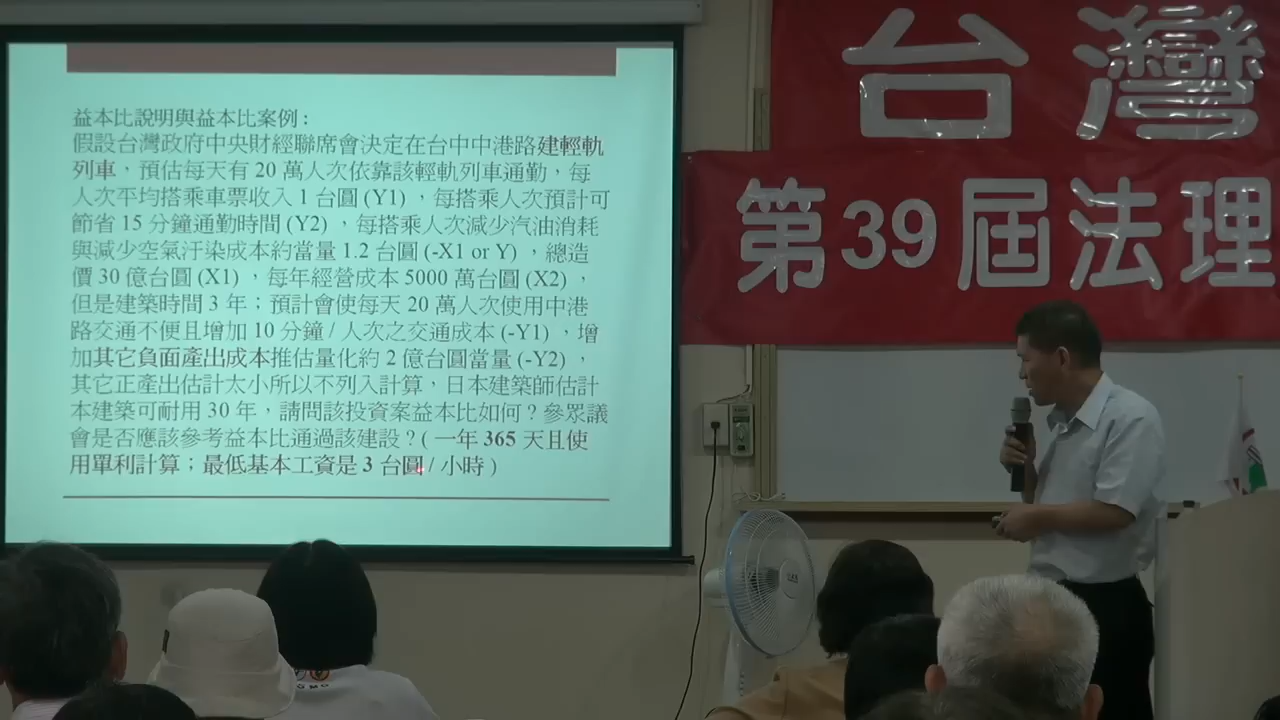 益本比說明與益本比案例:
假設台灣政府中央財經聯席會決定在台中中港路建輕軌
列車，預估每天有 20 萬人次依靠該輕軌列車通勤，每
人次平均搭乘車票收入 1 台圓 (Y1) ，每搭乘人次預計可
節省 15 分鐘通勤時間 (Y2) ，每搭乘人次減少汽油消耗
與減少空氣汙染成本約當量 1.2 台圓 (-X1 or Y) ，總造
價 30 億台圓 (X1) ，每年經營成本 5000 萬台圓 (X2) ，
但是建築時間 3 年；預計會使每天 20 萬人次使用中港
路交通不便且增加 10 分鐘 / 人次之交通成本 (-Y1) ，增
加其它負面產出成本推估量化約 2 億台圓當量 (-Y2) ，
其它正產出估計太小所以不列入計算，日本建築師估計
本建築可耐用 30 年，請問該投資案益本比如何？參眾議
會是否應該參考益本比通過該建設？( 一年 365 天且使
用單利計算；最低基本工資是 3 台圓 / 小時 )
台灣
第39屆法理